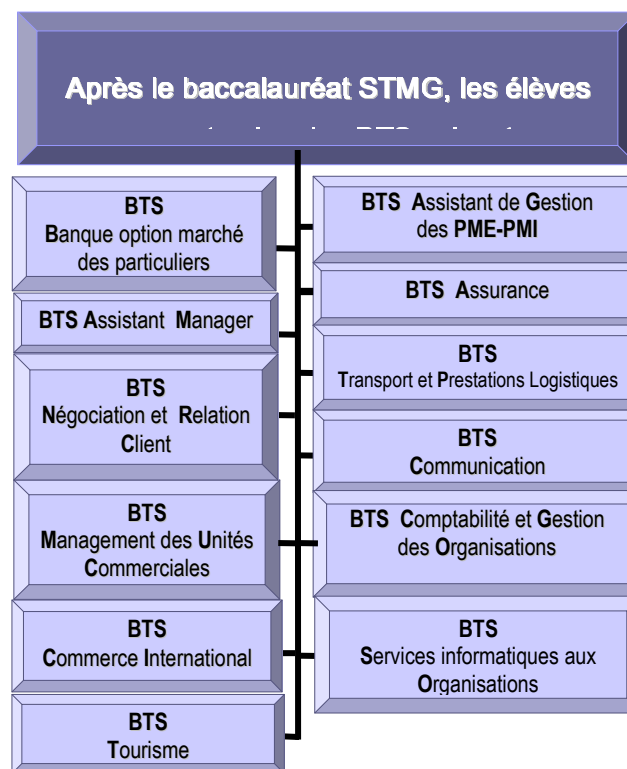 Après le baccalauréat STMG, les élèves
BTS
Banque option marché
des particuliers
BTS Assistant Manager
BTS
Négociation et Relation
Client
BTS
Management des Unités
Commerciales
BTS
Commerce International
BTS
Tourisme
BTS Assistant de Gestion
des PME-PMI
BTS Assurance
BTS
Transport et Prestations Logistiques
BTS
Communication
BTS Comptabilité et Gestion
des Organisations
BTS
Services informatiques aux
Organisations